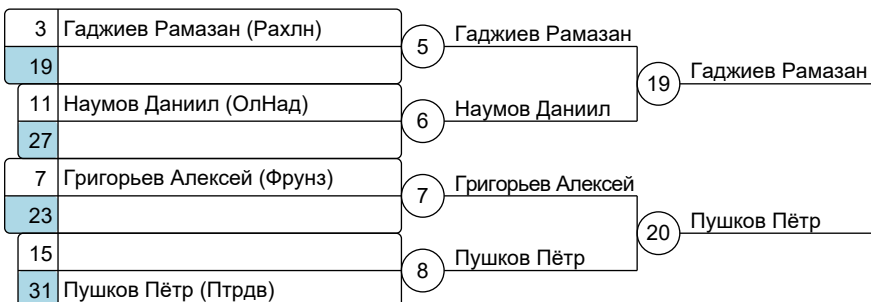 3 Гаджиев Рамазан (Рахлн)
5 Гаджиев Рамазан
19
19 Гаджиев Рамазан
11 Наумов Даниил (ОлНад)
6 Наумов Даниил
27
7 Григорьев Алексей (Фрунз)
7 Григорьев Алексей
23
20 Пушков Пётр
15
8 Пушков Пётр
31 Пушков Пётр (Птрдв)